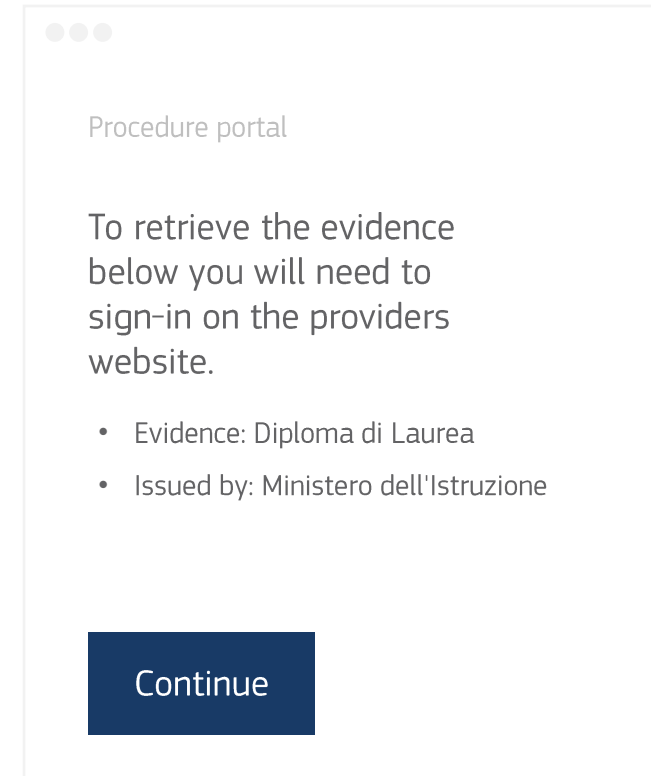 Procedure portal
To retrieve the evidence
below you will need to
sign-in on the providers
website.
• Evidence: Diploma di Laurea
• Issued by: Ministero dell'Istruzione
Continue